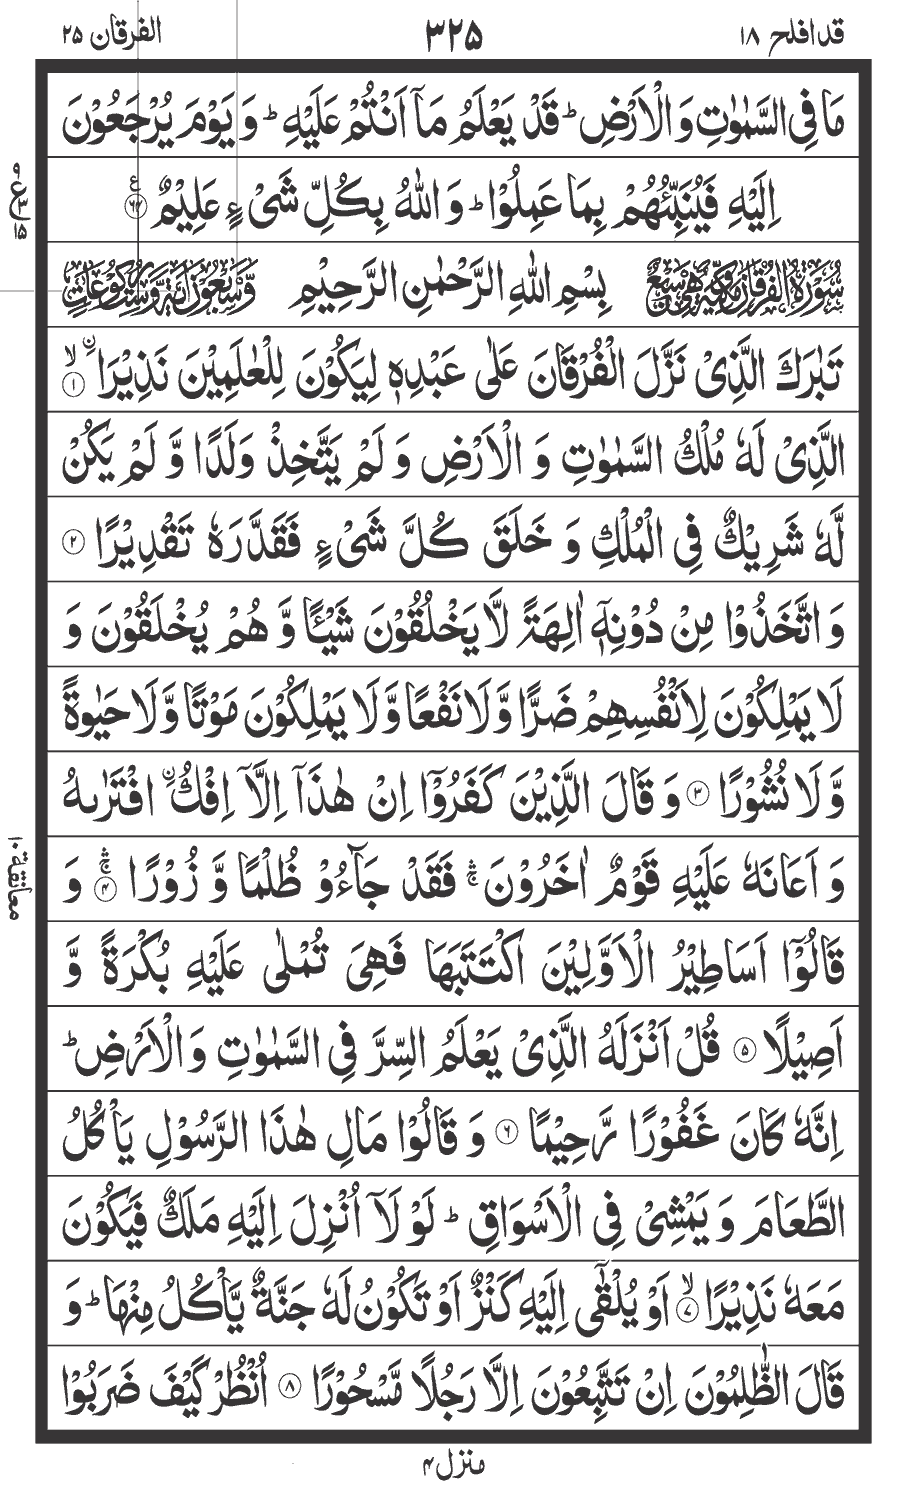 قد افلح ۱۸
۳۲۵
الفرقان ۲۵
مَا فِی السَّمٰوٰتِ وَ الْاَرْضِ ؕ قَدْ یَعْلَمُ مَاۤ اَنْتُمْ عَلَیْهِ ؕ وَ یَوْمَ یُرْجَعُوْنَ
اِلَیْهِ فَیُنَبِّئُهُمْ بِمَا عَمِلُوْا ؕ وَ اللّٰهُ بِكُلِّ شَیْءٍ عَلِیْمٌ ۠﴿۶۴﴾
سُوْرَةُ الْفُرْقَانِ مَكِّیَّةٌ وَّهِیَ سَبْعٌ بِسْمِ اللّٰهِ الرَّحْمٰنِ الرَّحِیْمِ وَّسَبْعُوْنَ اٰیَةً وَّسِتُّ رُكُوْعَاتٍ
تَبٰرَكَ الَّذِیْ نَزَّلَ الْفُرْقَانَ عَلٰى عَبْدِهٖ لِیَكُوْنَ لِلْعٰلَمِیْنَ نَذِیْرَاۙ ﴿۱﴾ ن
الَّذِیْ لَهٗ مُلْكُ السَّمٰوٰتِ وَ الْاَرْضِ وَ لَمْ یَتَّخِذْ وَلَدًا وَّ لَمْ یَكُنْ
لَّهٗ شَرِیْكٌ فِی الْمُلْكِ وَ خَلَقَ كُلَّ شَیْءٍ فَقَدَّرَهٗ تَقْدِیْرًا ﴿۲﴾
وَ اتَّخَذُوْا مِنْ دُوْنِهٖۤ اٰلِهَةً لَّا یَخْلُقُوْنَ شَیْـًٔا وَّ هُمْ یُخْلَقُوْنَ وَ
لَا یَمْلِكُوْنَ لِاَنْفُسِهِمْ ضَرًّا وَّ لَا نَفْعًا وَّ لَا یَمْلِكُوْنَ مَوْتًا وَّ لَا حَیٰوةً
وَّ لَا نُشُوْرًا ﴿۳﴾ وَ قَالَ الَّذِیْنَ كَفَرُوْۤا اِنْ هٰذَاۤ اِلَّاۤ اِفْكُ ن افْتَرٰىهُ
وَ اَعَانَهٗ عَلَیْهِ قَوْمٌ اٰخَرُوْنَ ۛۚ فَقَدْ جَآءُوْ ظُلْمًا وَّ زُوْرًا ۛۚ﴿۴﴾ وَ
قَالُوْۤا اَسَاطِیْرُ الْاَوَّلِیْنَ اكْتَتَبَهَا فَهِیَ تُمْلٰى عَلَیْهِ بُكْرَةً وَّ
اَصِیْلًا ﴿۵﴾ قُلْ اَنْزَلَهُ الَّذِیْ یَعْلَمُ السِّرَّ فِی السَّمٰوٰتِ وَ الْاَرْضِ ؕ
اِنَّهٗ كَانَ غَفُوْرًا رَّحِیْمًا ﴿۶﴾ وَ قَالُوْا مَالِ هٰذَا الرَّسُوْلِ یَاْكُلُ
الطَّعَامَ وَ یَمْشِیْ فِی الْاَسْوَاقِ ؕ لَوْ لَاۤ اُنْزِلَ اِلَیْهِ مَلَكٌ فَیَكُوْنَ
مَعَهٗ نَذِیْرًاۙ ﴿۷﴾ اَوْ یُلْقٰۤى اِلَیْهِ كَنْزٌ اَوْ تَكُوْنُ لَهٗ جَنَّةٌ یَّاْكُلُ مِنْهَا ؕ وَ
قَالَ الظّٰلِمُوْنَ اِنْ تَتَّبِعُوْنَ اِلَّا رَجُلًا مَّسْحُوْرًا ﴿۸﴾ اُنْظُرْ كَیْفَ ضَرَبُوْا
منزل ۴
معانقة ۱۰